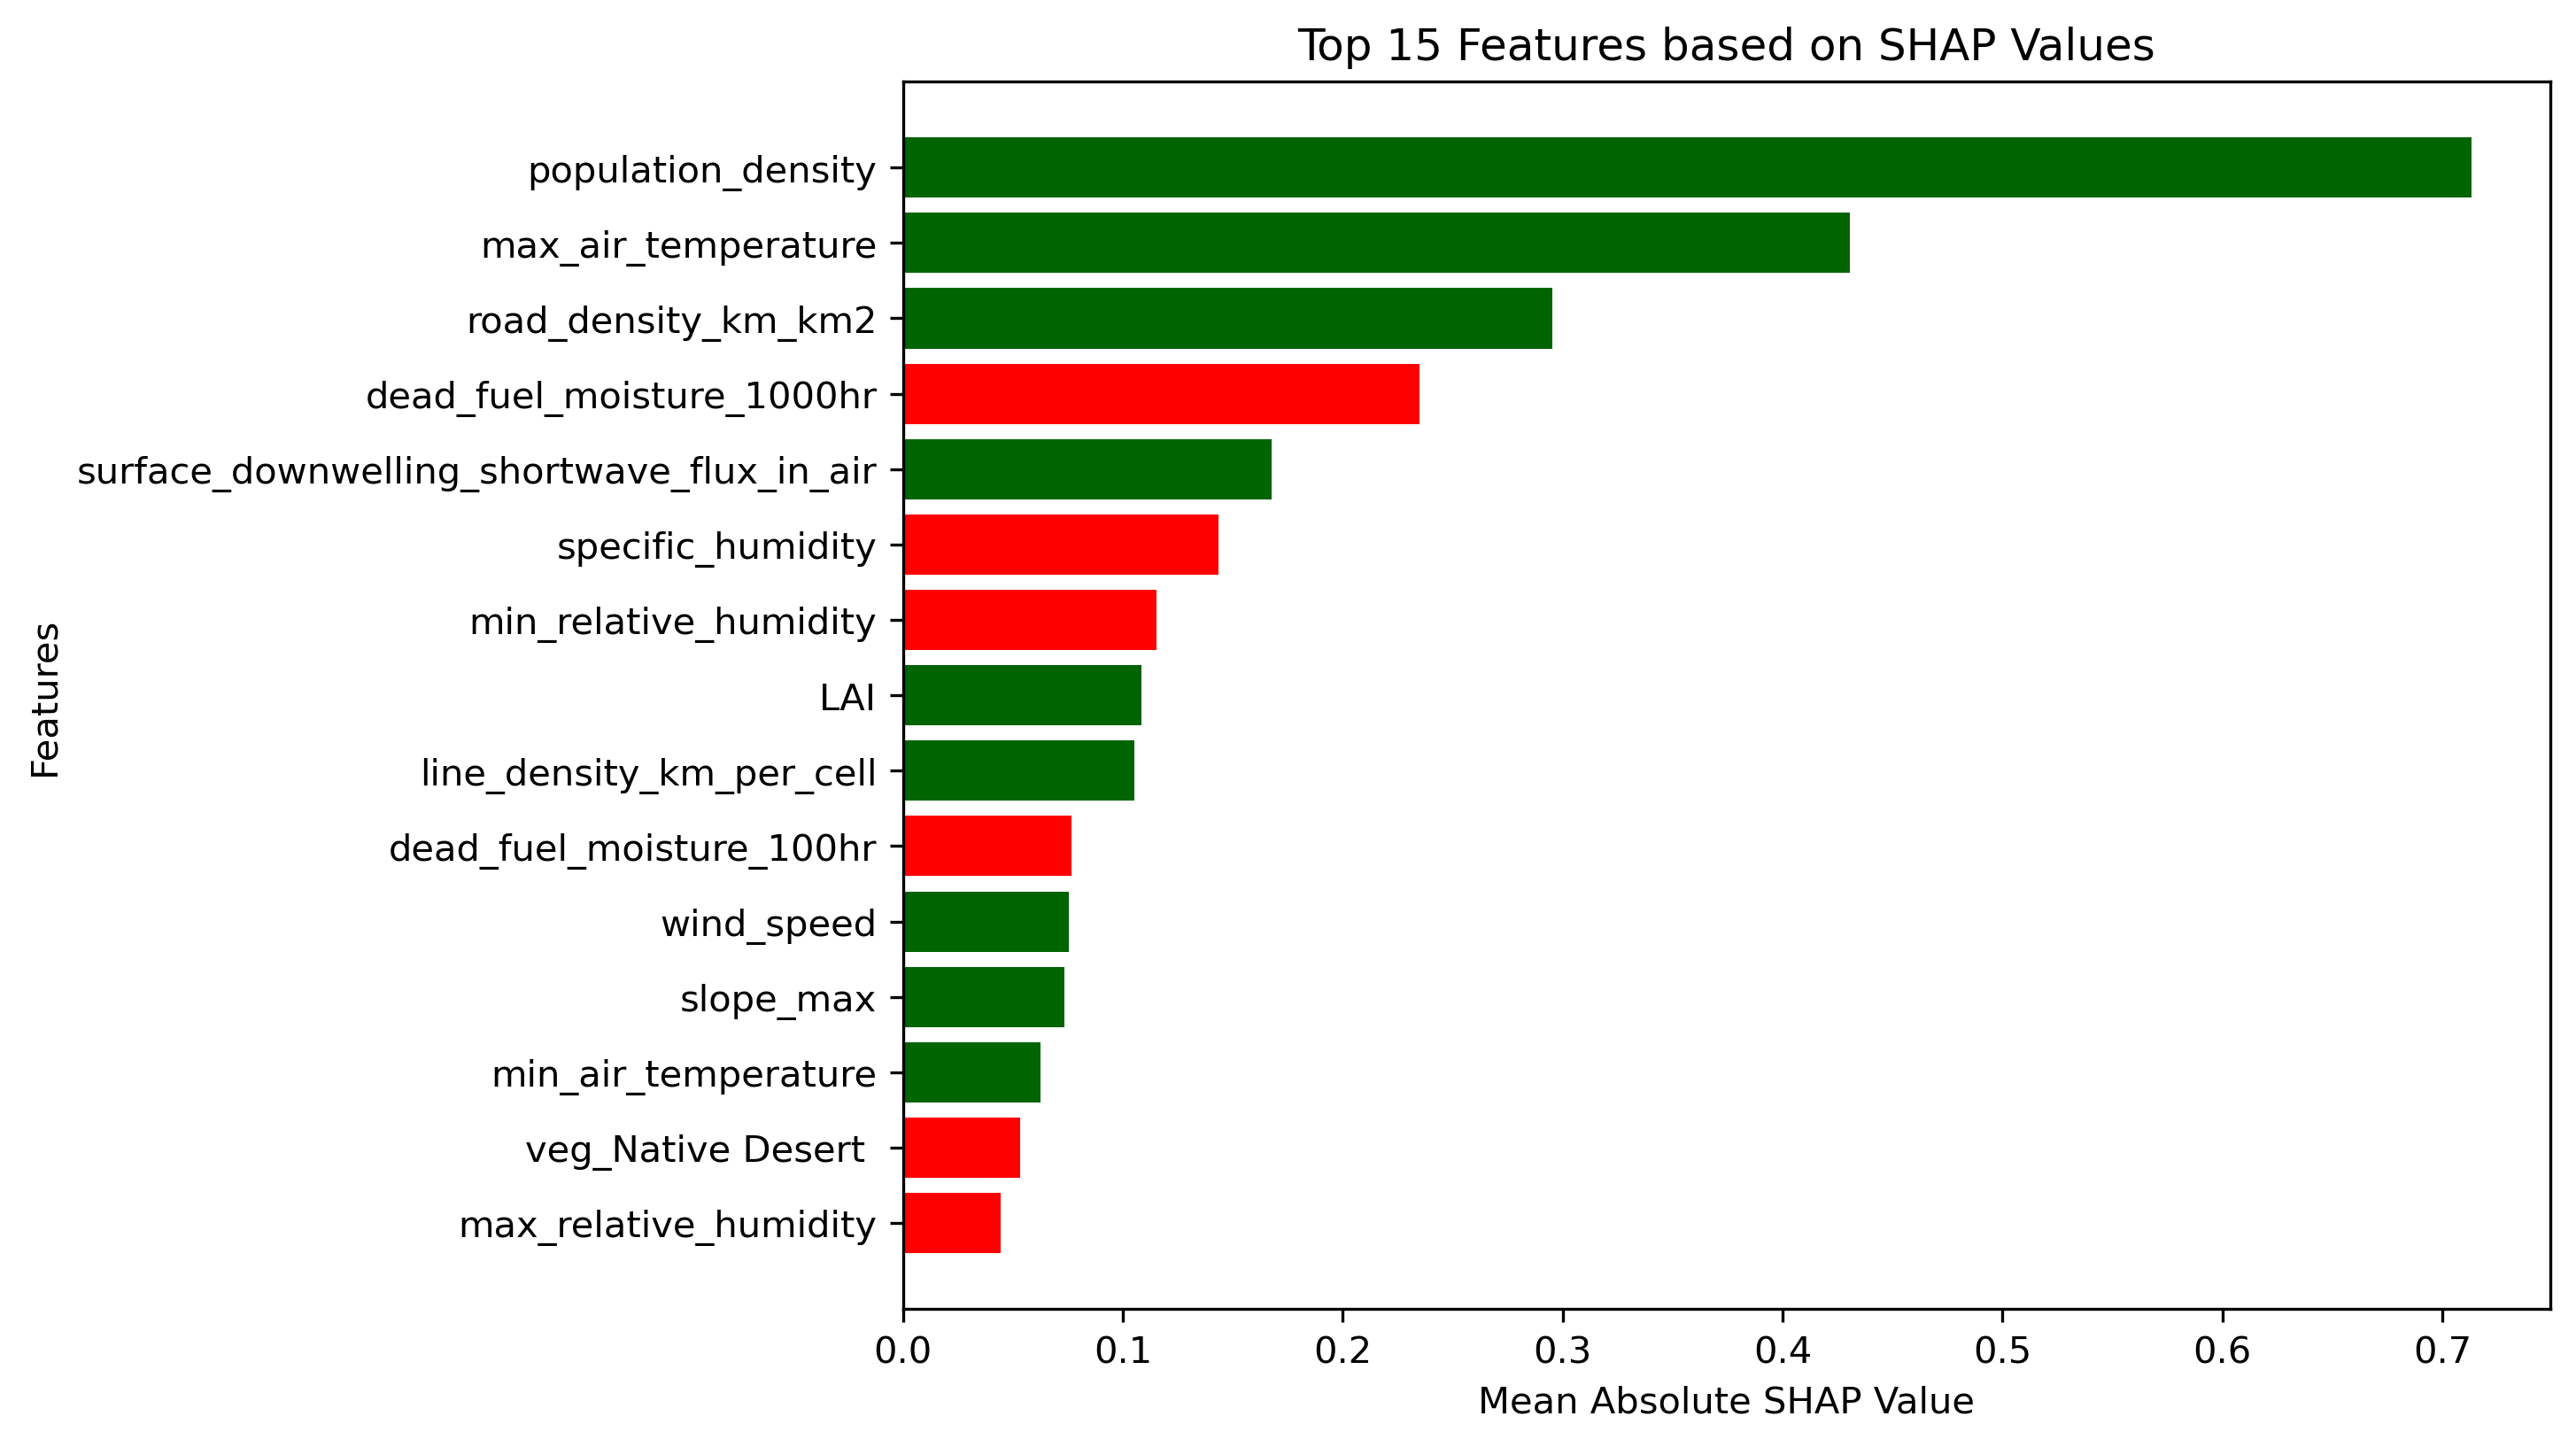 Top 15 Features based on SHAP Values
Features
population_density
max_air_temperature
road_density_km_km2
dead_fuel_moisture_1000hr
surface_downwelling_shortwave_flux_in_air
specific_humidity
min_relative_humidity
LAI
line_density_km_per_cell
dead_fuel_moisture_100hr
wind_speed
slope_max
min_air_temperature
veg_Native Desert
max_relative_humidity
0.0 0.1 0.2 0.3 0.4 0.5 0.6 0.7
Mean Absolute SHAP Value